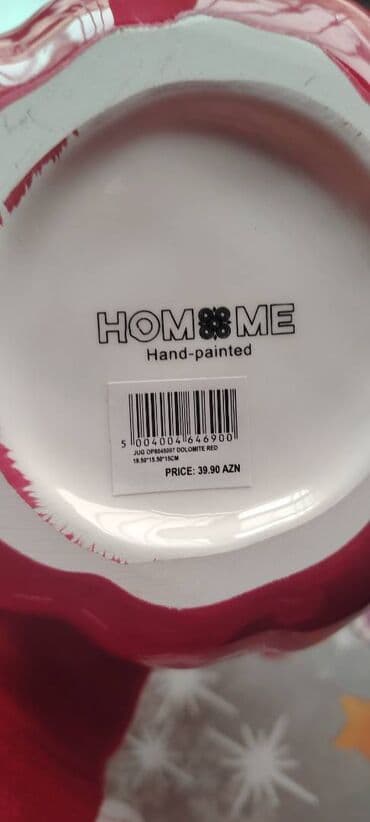 HOM ME
Hand-painted
5 004004 646900
JUG OP8045097 DOLOMITE RED
19.50*15.50*15CM
PRICE: 39.90 AZN